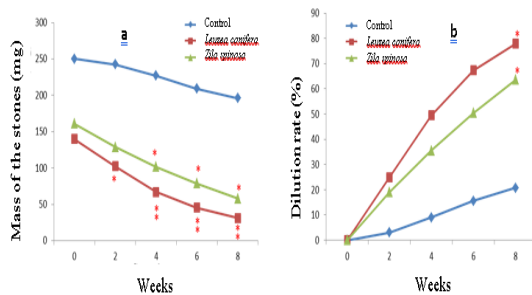 a
Control
Leuzea conifera
Zilla spinosa
Mass of the stones (mg)
300
250
200
150
100
50
0
0 2 4 6 8
Weeks
* * * *
* * * *
* * *
b
Control
Leuzea conifera
Zilla spinosa
Dilution rate (%)
90
80
70
60
50
40
30
20
10
0
0 2 4 6 8
Weeks
*
*